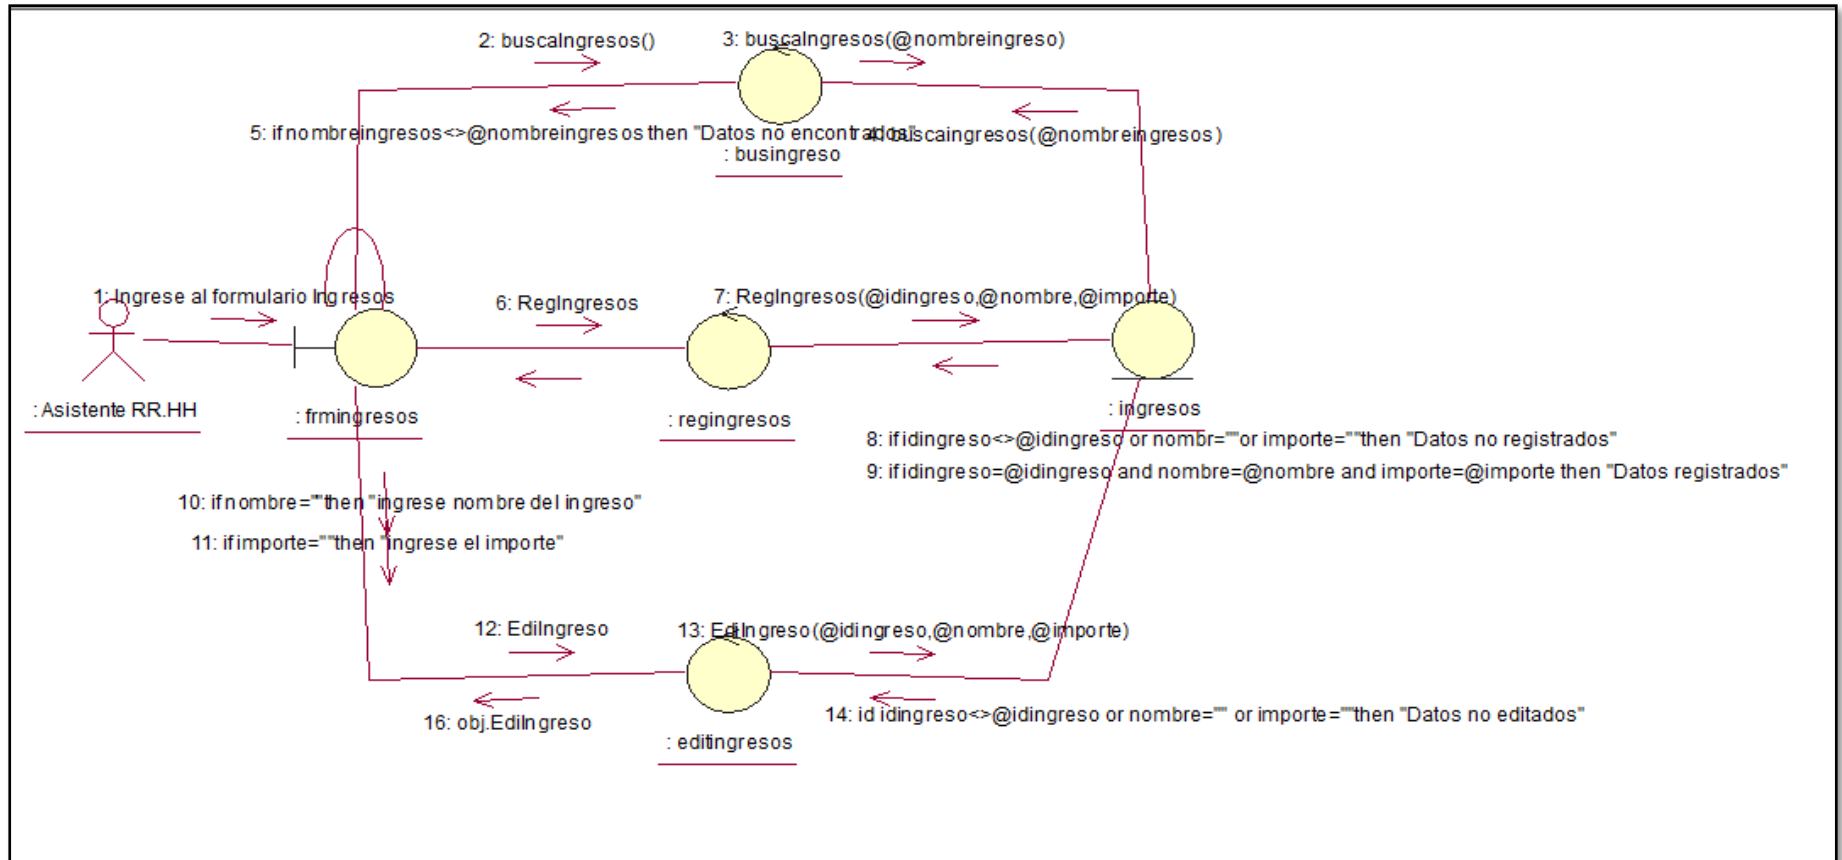 2: buscaIngresos()
3: buscaIngresos(@nombreingreso)
5: if nombreingresos<>@nombreingresos then "Datos no encontrados"
4: buscaingresos(@nombreingresos)
: busingreso
1: Ingrese al formulario Ingresos
6: RegIngresos
7: RegIngresos(@idingreso,@nombre,@importe)
: Asistente RR.HH
: frmingresos
: regingresos
: ingresos
8: if idingreso<>@idingreso or nombr=""or importe=""then "Datos no registrados"
9: if idingreso=@idingreso and nombre=@nombre and importe=@importe then "Datos registrados"
10: if nombre=""then "ingrese nombre del ingreso"
11: if importe=""then "ingrese el importe"
12: EdiIngreso
13: EdiIngreso(@idingreso,@nombre,@importe)
16: obj.EdiIngreso
14: id idingreso<>@idingreso or nombre="" or importe=""then "Datos no editados"
: editingresos